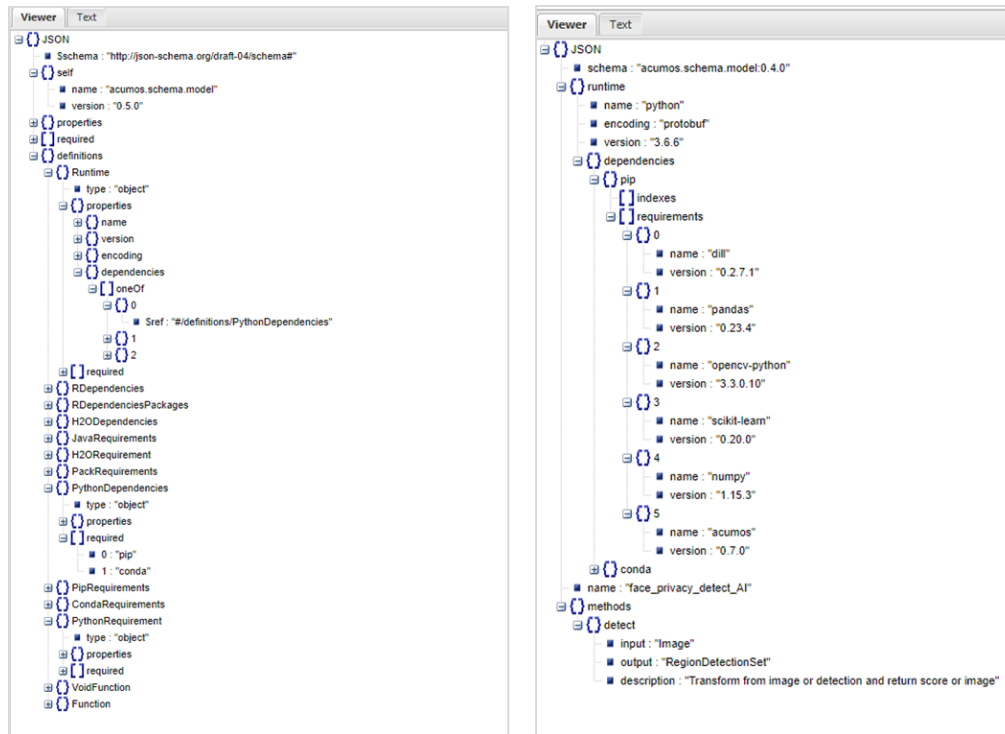 Viewer Text
JSON
$schema : "http://json-schema.org/draft-04/schema#"
self
name : "acumos.schema.model"
version : "0.5.0"
properties
required
definitions
Runtime
type : "object"
properties
name
version
encoding
dependencies
oneOf
0
$ref : "#/definitions/PythonDependencies"
1
2
required
RDependencies
RDependenciesPackages
H2ODependencies
JavaRequirements
H2ORequirement
PackRequirements
PythonDependencies
type : "object"
properties
required
0 : "pip"
1 : "conda"
PipRequirements
CondaRequirements
PythonRequirement
type : "object"
properties
required
VoidFunction
Function
Viewer Text
JSON
schema : "acumos.schema.model:0.4.0"
runtime
name : "python"
encoding : "protobuf"
version : "3.6.6"
dependencies
pip
indexes
requirements
0
name : "dill"
version : "0.2.7.1"
1
name : "pandas"
version : "0.23.4"
2
name : "opencv-python"
version : "3.3.0.10"
3
name : "scikit-learn"
version : "0.20.0"
4
name : "numpy"
version : "1.15.3"
5
name : "acumos"
version : "0.7.0"
conda
name : "face_privacy_detect_AI"
methods
detect
input : "Image"
output : "RegionDetectionSet"
description : "Transform from image or detection and return score or image"